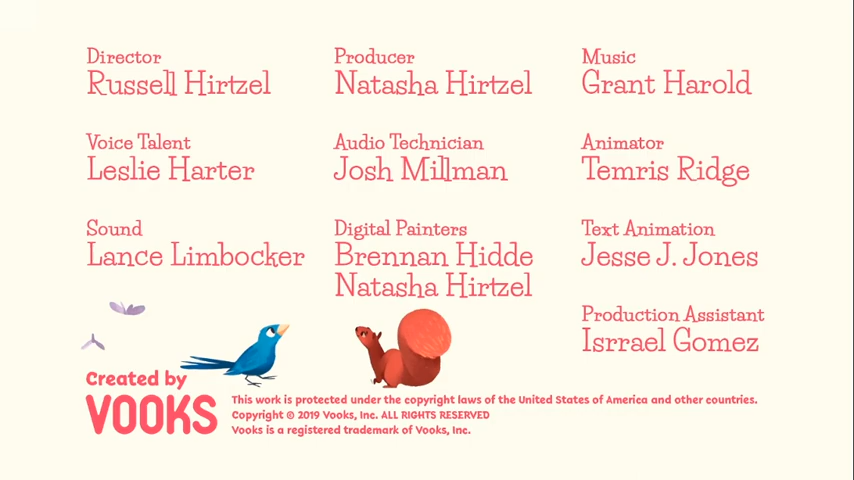 Director
Russell Hirtzel
Producer
Natasha Hirtzel
Music
Grant Harold
Voice Talent
Leslie Harter
Audio Technician
Josh Millman
Animator
Temris Ridge
Sound
Lance Limbocker
Digital Painters
Brennan Hidde
Natasha Hirtzel
Text Animation
Jesse J. Jones
Production Assistant
Isrrael Gomez
Created by
VOOKS
This work is protected under the copyright laws of the United States of America and other countries.
Copyright © 2019 Vooks, Inc. ALL RIGHTS RESERVED
Vooks is a registered trademark of Vooks, Inc.